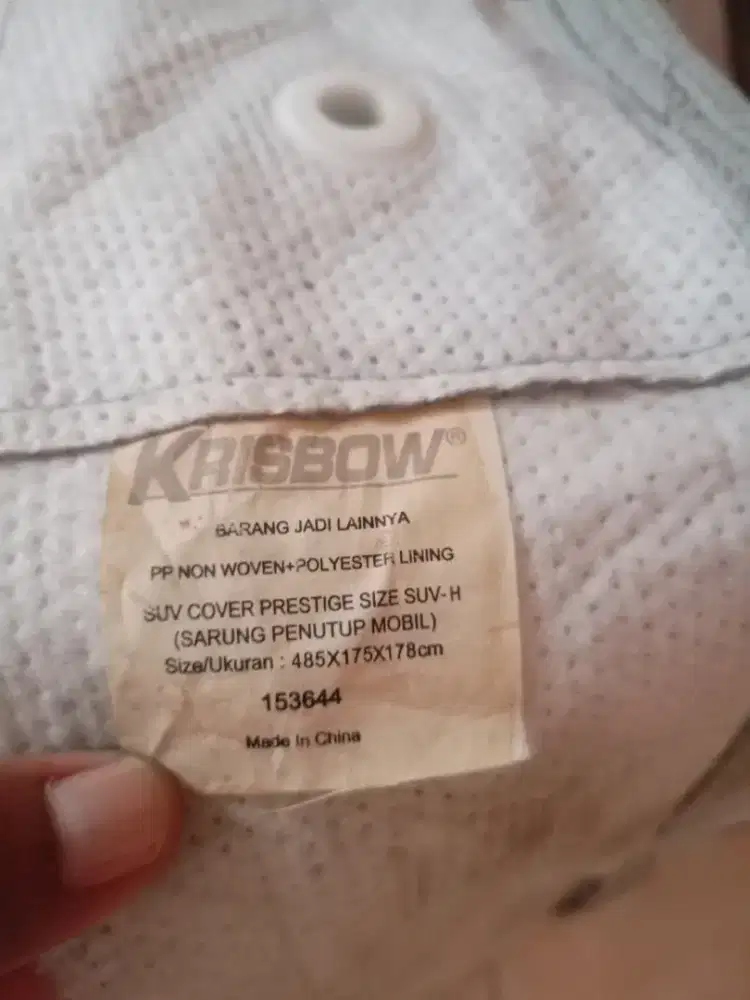 KRISBOW®
BARANG JADI LAINNYA
PP NON WOVEN+POLYESTER LINING
SUV COVER PRESTIGE SIZE SUV-H
(SARUNG PENUTUP MOBIL)
Size/Ukuran : 485X175X178cm
153644
Made In China